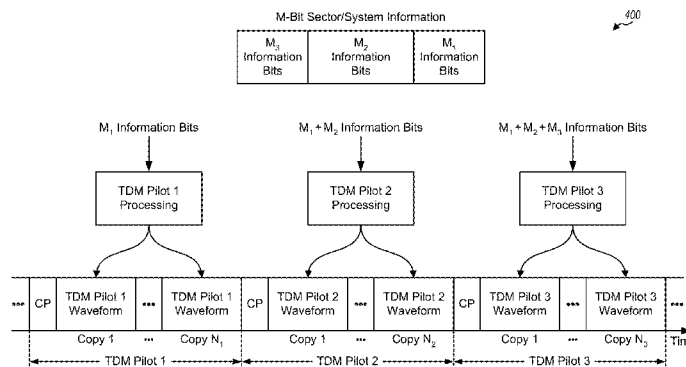 M-Bit Sector/System Information
400
M3 Information Bits
M2 Information Bits
M1 Information Bits
M1 Information Bits
M1 + M2 Information Bits
M1 + M2 + M3 Information Bits
TDM Pilot 1 Processing
TDM Pilot 2 Processing
TDM Pilot 3 Processing
••• CP TDM Pilot 1 Waveform ••• TDM Pilot 1 Waveform CP TDM Pilot 2 Waveform ••• TDM Pilot 2 Waveform CP TDM Pilot 3 Waveform ••• TDM Pilot 3 Waveform •••
Copy 1 ••• Copy N1 Copy 1 ••• Copy N2 Copy 1 ••• Copy N3
TDM Pilot 1 TDM Pilot 2 TDM Pilot 3